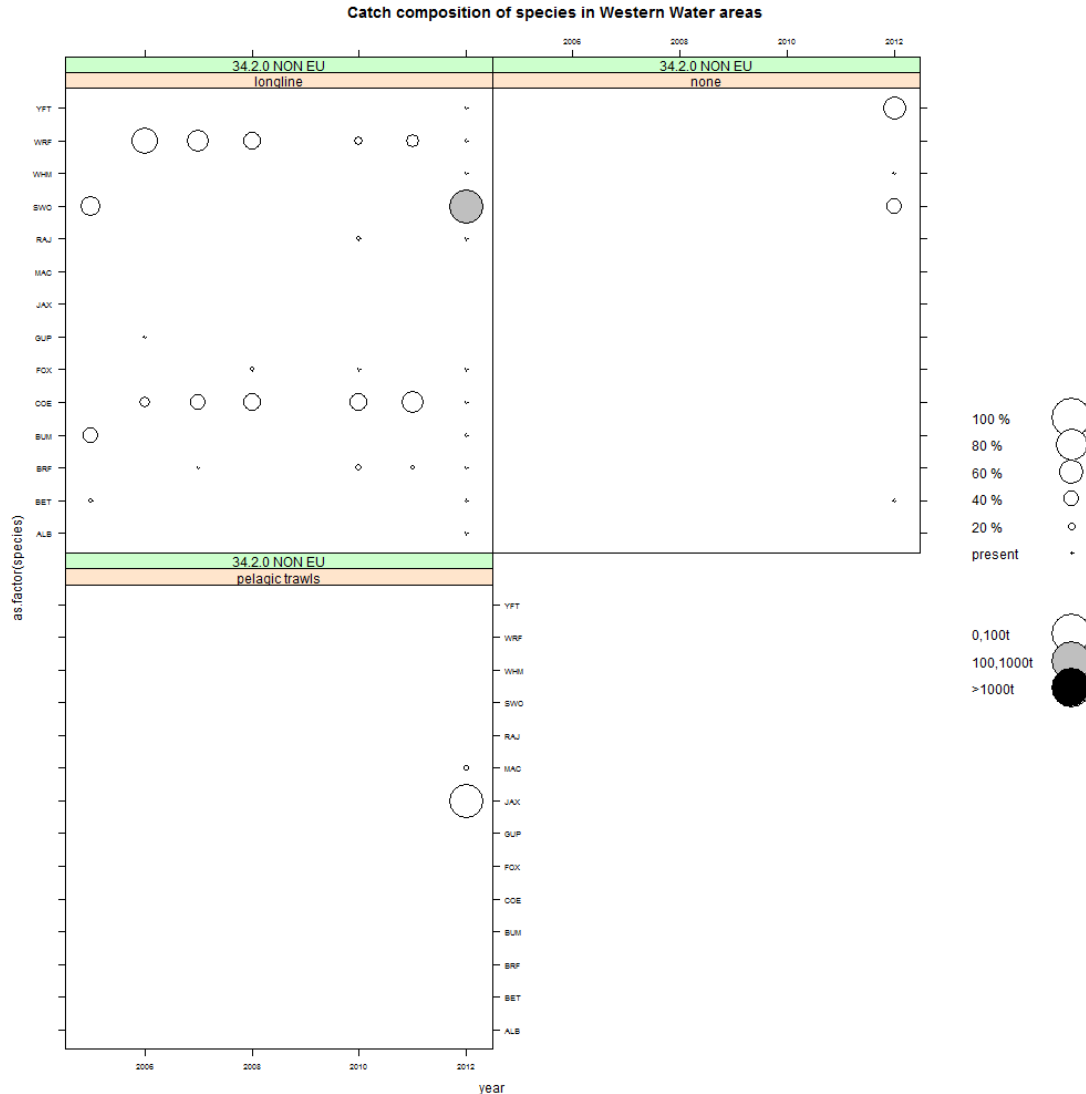 Catch composition of species in Western Water areas
2006 2008 2010 2012
34.2.0 NON EU 34.2.0 NON EU
longline none
YFT
WRF
WHM
SWO
RAJ
MAC
JAX
GUP
FOX
COE
BUM
BRF
BET
ALB
as.factor(species)
34.2.0 NON EU
pelagic trawls
YFT
WRF
WHM
SWO
RAJ
MAC
JAX
GUP
FOX
COE
BUM
BRF
BET
ALB
2006 2008 2010 2012
year
100 %
80 %
60 %
40 %
20 %
present
0,100t
100,1000t
>1000t